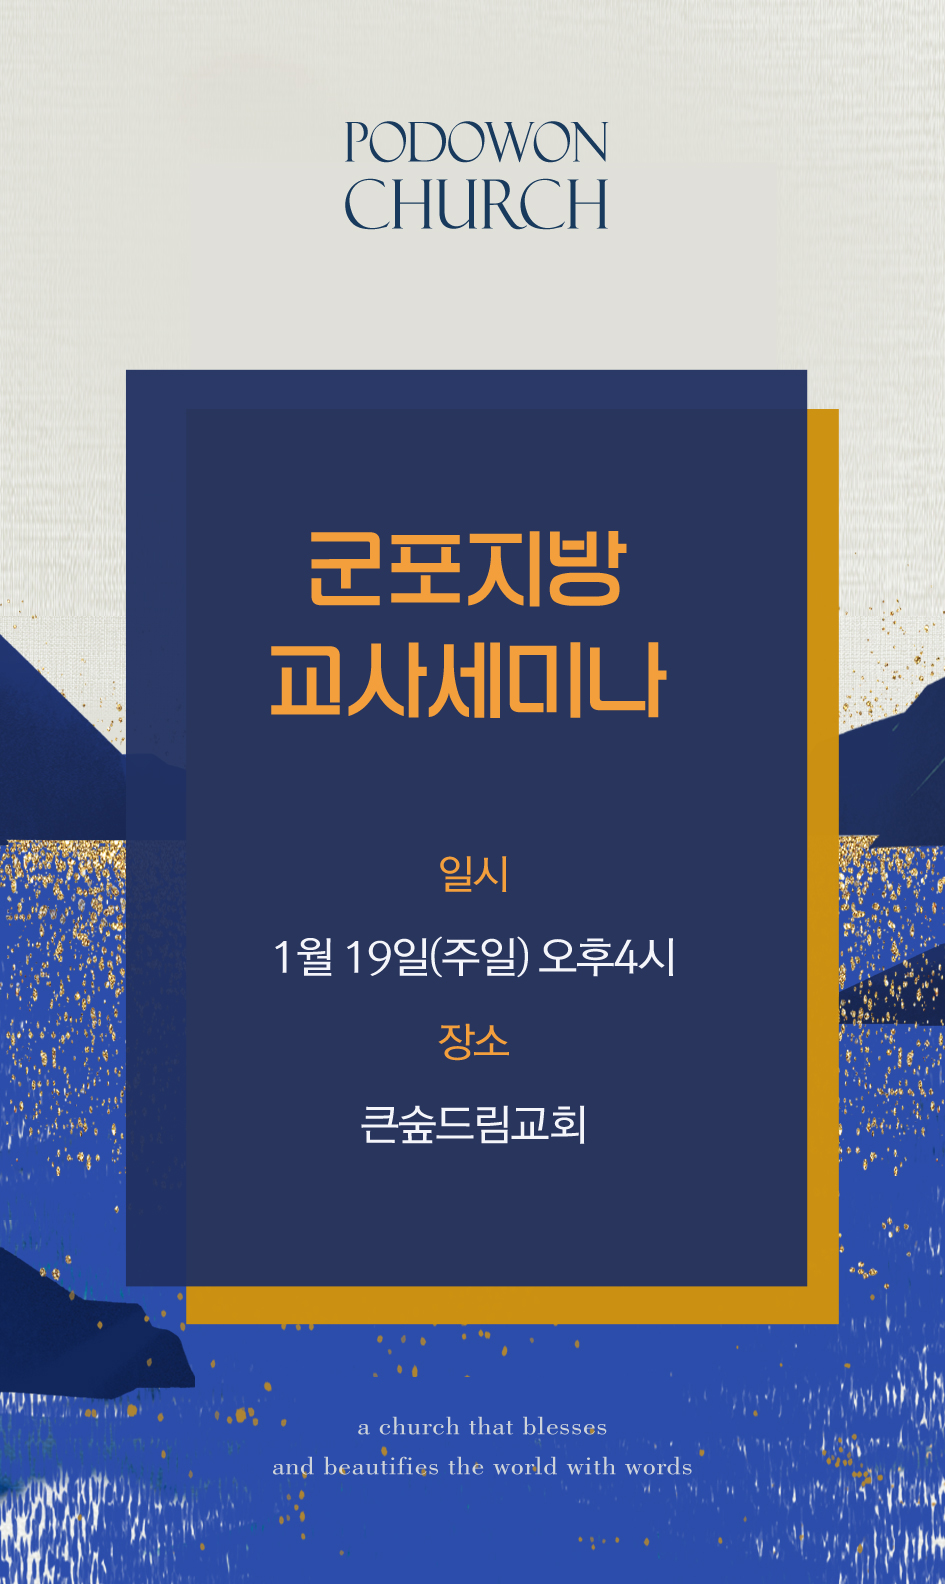 PODOWON
CHURCH
군포지방
교사세미나
일시
1월 19일(주일) 오후4시
장소
큰숲드림교회
a church that blesses
and beautifies the world with words